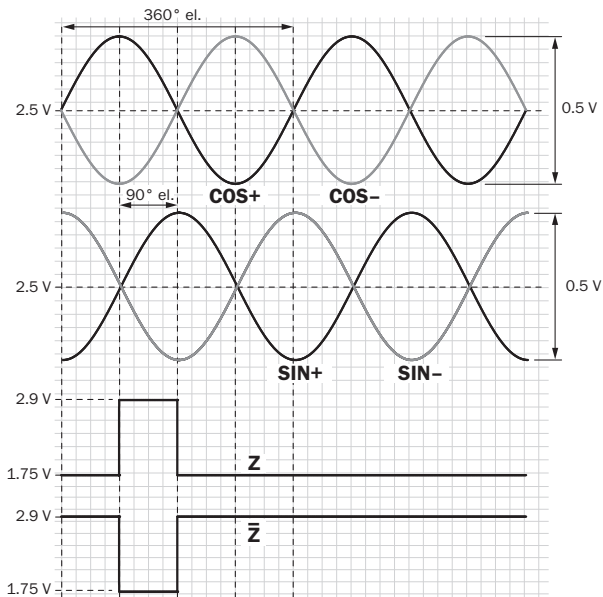 360° el.
2.5 V
0.5 V
90° el.
COS+
COS–
2.5 V
0.5 V
SIN+
SIN–
2.9 V
Z
1.75 V
2.9 V
Z̅
1.75 V